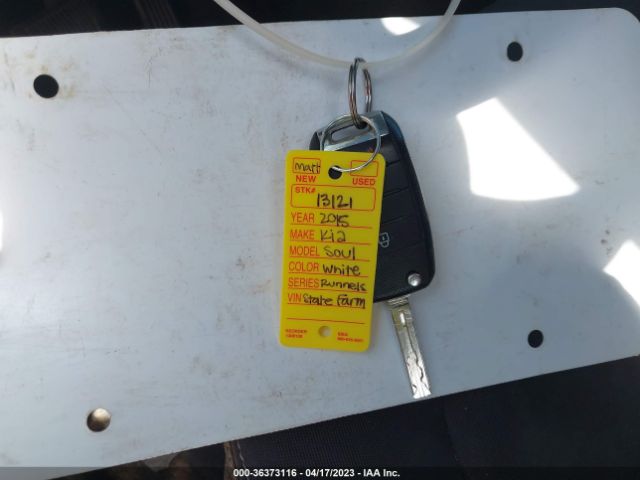 Matt
NEW USED
STK# 13121
YEAR 2015
MAKE Kia
MODEL Soul
COLOR White
SERIES Runnels
VIN State Farm
000-36373116 - 04/17/2023 - IAA Inc.